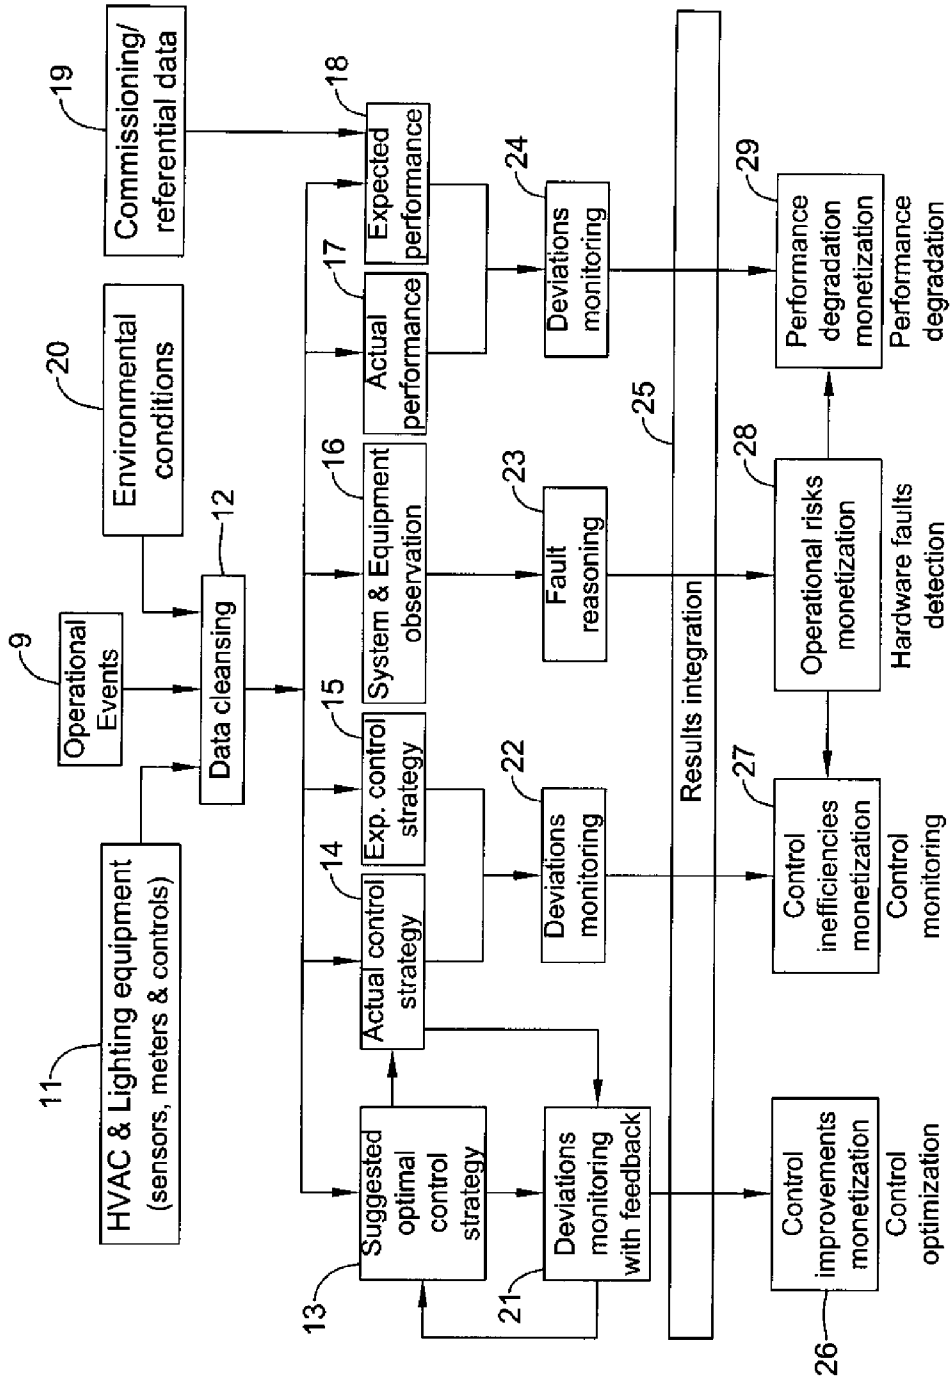 11
HVAC & Lighting equipment
(sensors, meters & controls)
9
Operational
Events
20
Environmental
conditions
19
Commissioning/
referential data
12
Data cleansing
13
Suggested
optimal
control
strategy
14
Actual control
strategy
15
Exp. control
strategy
16
System & Equipment
observation
17
Actual
performance
18
Expected
performance
21
Deviations
monitoring
with feedback
22
Deviations
monitoring
23
Fault
reasoning
24
Deviations
monitoring
25
Results integration
26
Control
improvements
monetization
Control
optimization
27
Control
inefficiencies
monetization
Control
monitoring
28
Operational risks
monetization
Hardware faults
detection
29
Performance
degradation
monetization
Performance
degradation